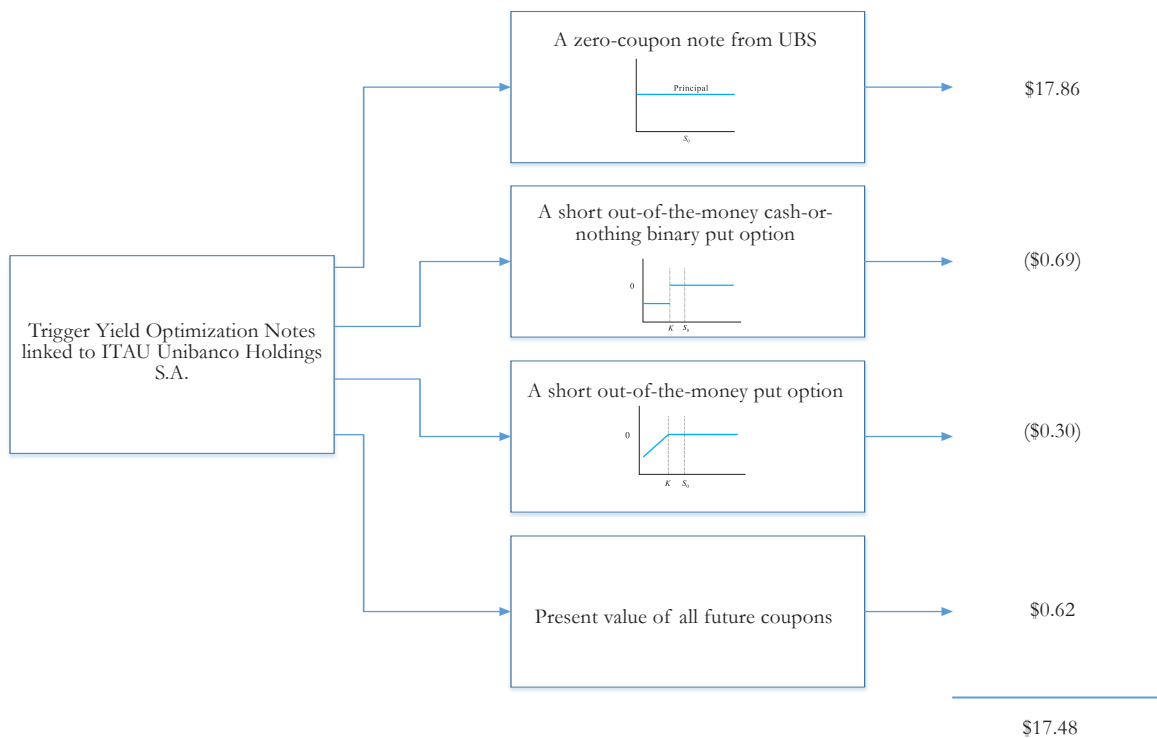 A zero-coupon note from UBS
Principal
S0
$17.86
A short out-of-the-money cash-or-
nothing binary put option
0
K S0
($0.69)
Trigger Yield Optimization Notes
linked to ITAU Unibanco Holdings
S.A.
A short out-of-the-money put option
0
K S0
($0.30)
Present value of all future coupons
$0.62
$17.48